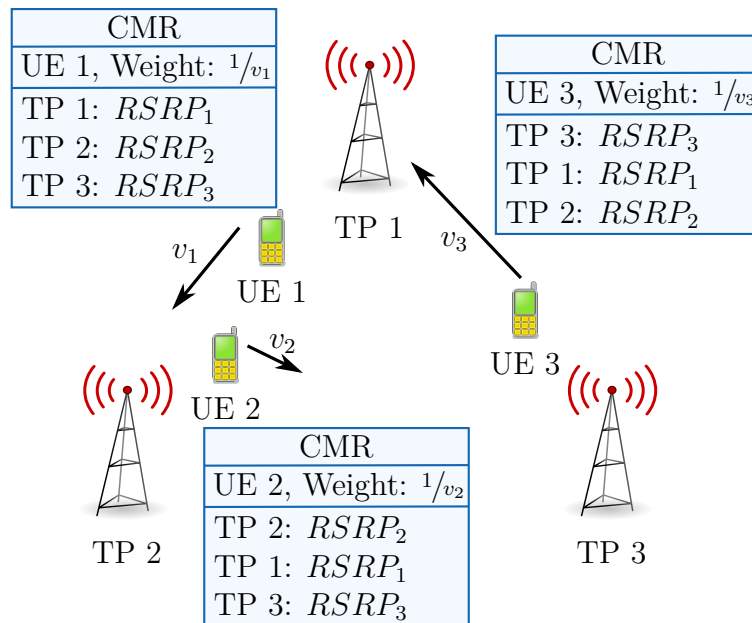 CMR
UE 1, Weight: 1/v₁
TP 1: RSRP₁
TP 2: RSRP₂
TP 3: RSRP₃
TP 1
CMR
UE 3, Weight: 1/v₃
TP 3: RSRP₃
TP 1: RSRP₁
TP 2: RSRP₂
v₁
UE 1
v₃
v₂
UE 2
UE 3
TP 2
CMR
UE 2, Weight: 1/v₂
TP 2: RSRP₂
TP 1: RSRP₁
TP 3: RSRP₃
TP 3